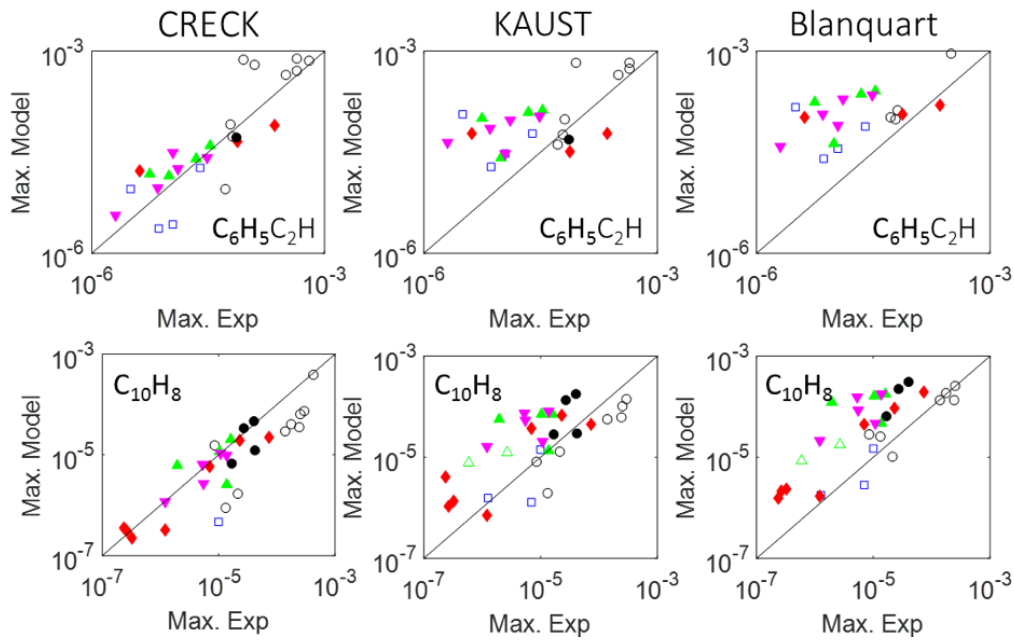 CRECK KAUST Blanquart
10⁻³ 10⁻³ 10⁻³
Max. Model Max. Model Max. Model
C₆H₅C₂H C₆H₅C₂H C₆H₅C₂H
10⁻⁶ 10⁻⁶ 10⁻⁶
10⁻⁶ 10⁻³ 10⁻⁶ 10⁻³ 10⁻⁶ 10⁻³
Max. Exp Max. Exp Max. Exp
10⁻³ 10⁻³ 10⁻³
C₁₀H₈ C₁₀H₈ C₁₀H₈
Max. Model Max. Model Max. Model
10⁻⁵ 10⁻⁵ 10⁻⁵
10⁻⁷ 10⁻⁷ 10⁻⁷
10⁻⁷ 10⁻⁵ 10⁻³ 10⁻⁷ 10⁻⁵ 10⁻³ 10⁻⁷ 10⁻⁵ 10⁻³
Max. Exp Max. Exp Max. Exp